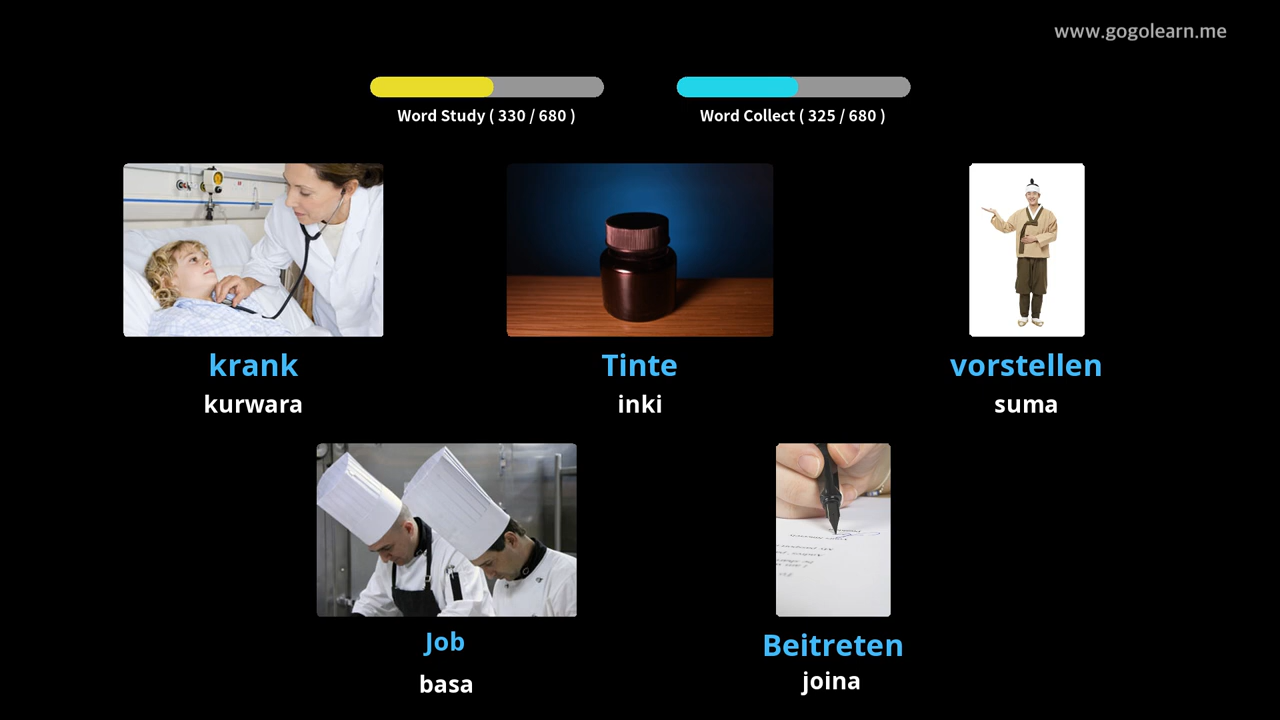 www.gogolearn.me
Word Study ( 330 / 680 )
Word Collect ( 325 / 680 )
krank
kurwara
Tinte
inki
vorstellen
suma
Job
basa
Beitreten
joina